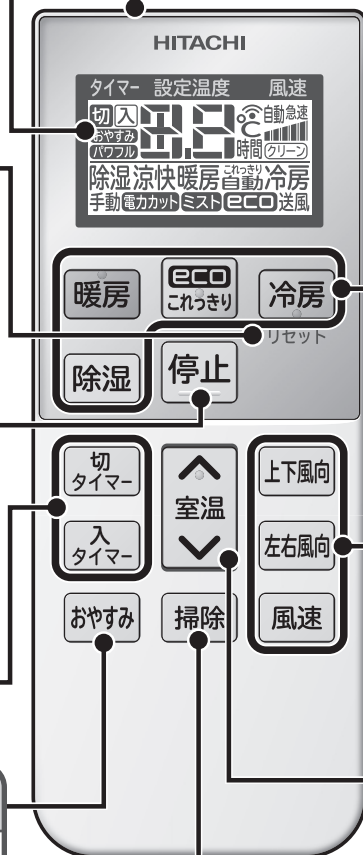 HITACHI
タイマー 設定温度 風速
切 入 8.8 ℃ 自動 急速
おやすみ
パワフル 時間 クリーン
除湿 涼快 暖房 これっきり自動 冷房
手動 電力カット ミスト eco 送風
暖房 eco これっきり 冷房
リセット
除湿 停止
切タイマー 室温 上下風向
入タイマー 左右風向
おやすみ 掃除 風速